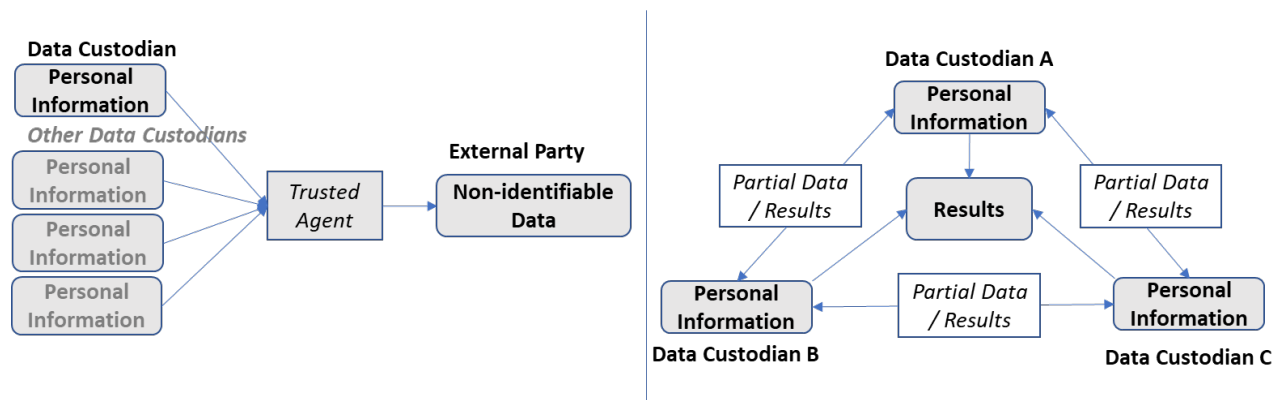 Data Custodian
Personal
Information
Other Data Custodians
Personal
Information
Personal
Information
Personal
Information
Trusted
Agent
External Party
Non-identifiable
Data
Data Custodian A
Personal
Information
Partial Data
/ Results
Results
Partial Data
/ Results
Personal
Information
Data Custodian B
Partial Data
/ Results
Personal
Information
Data Custodian C